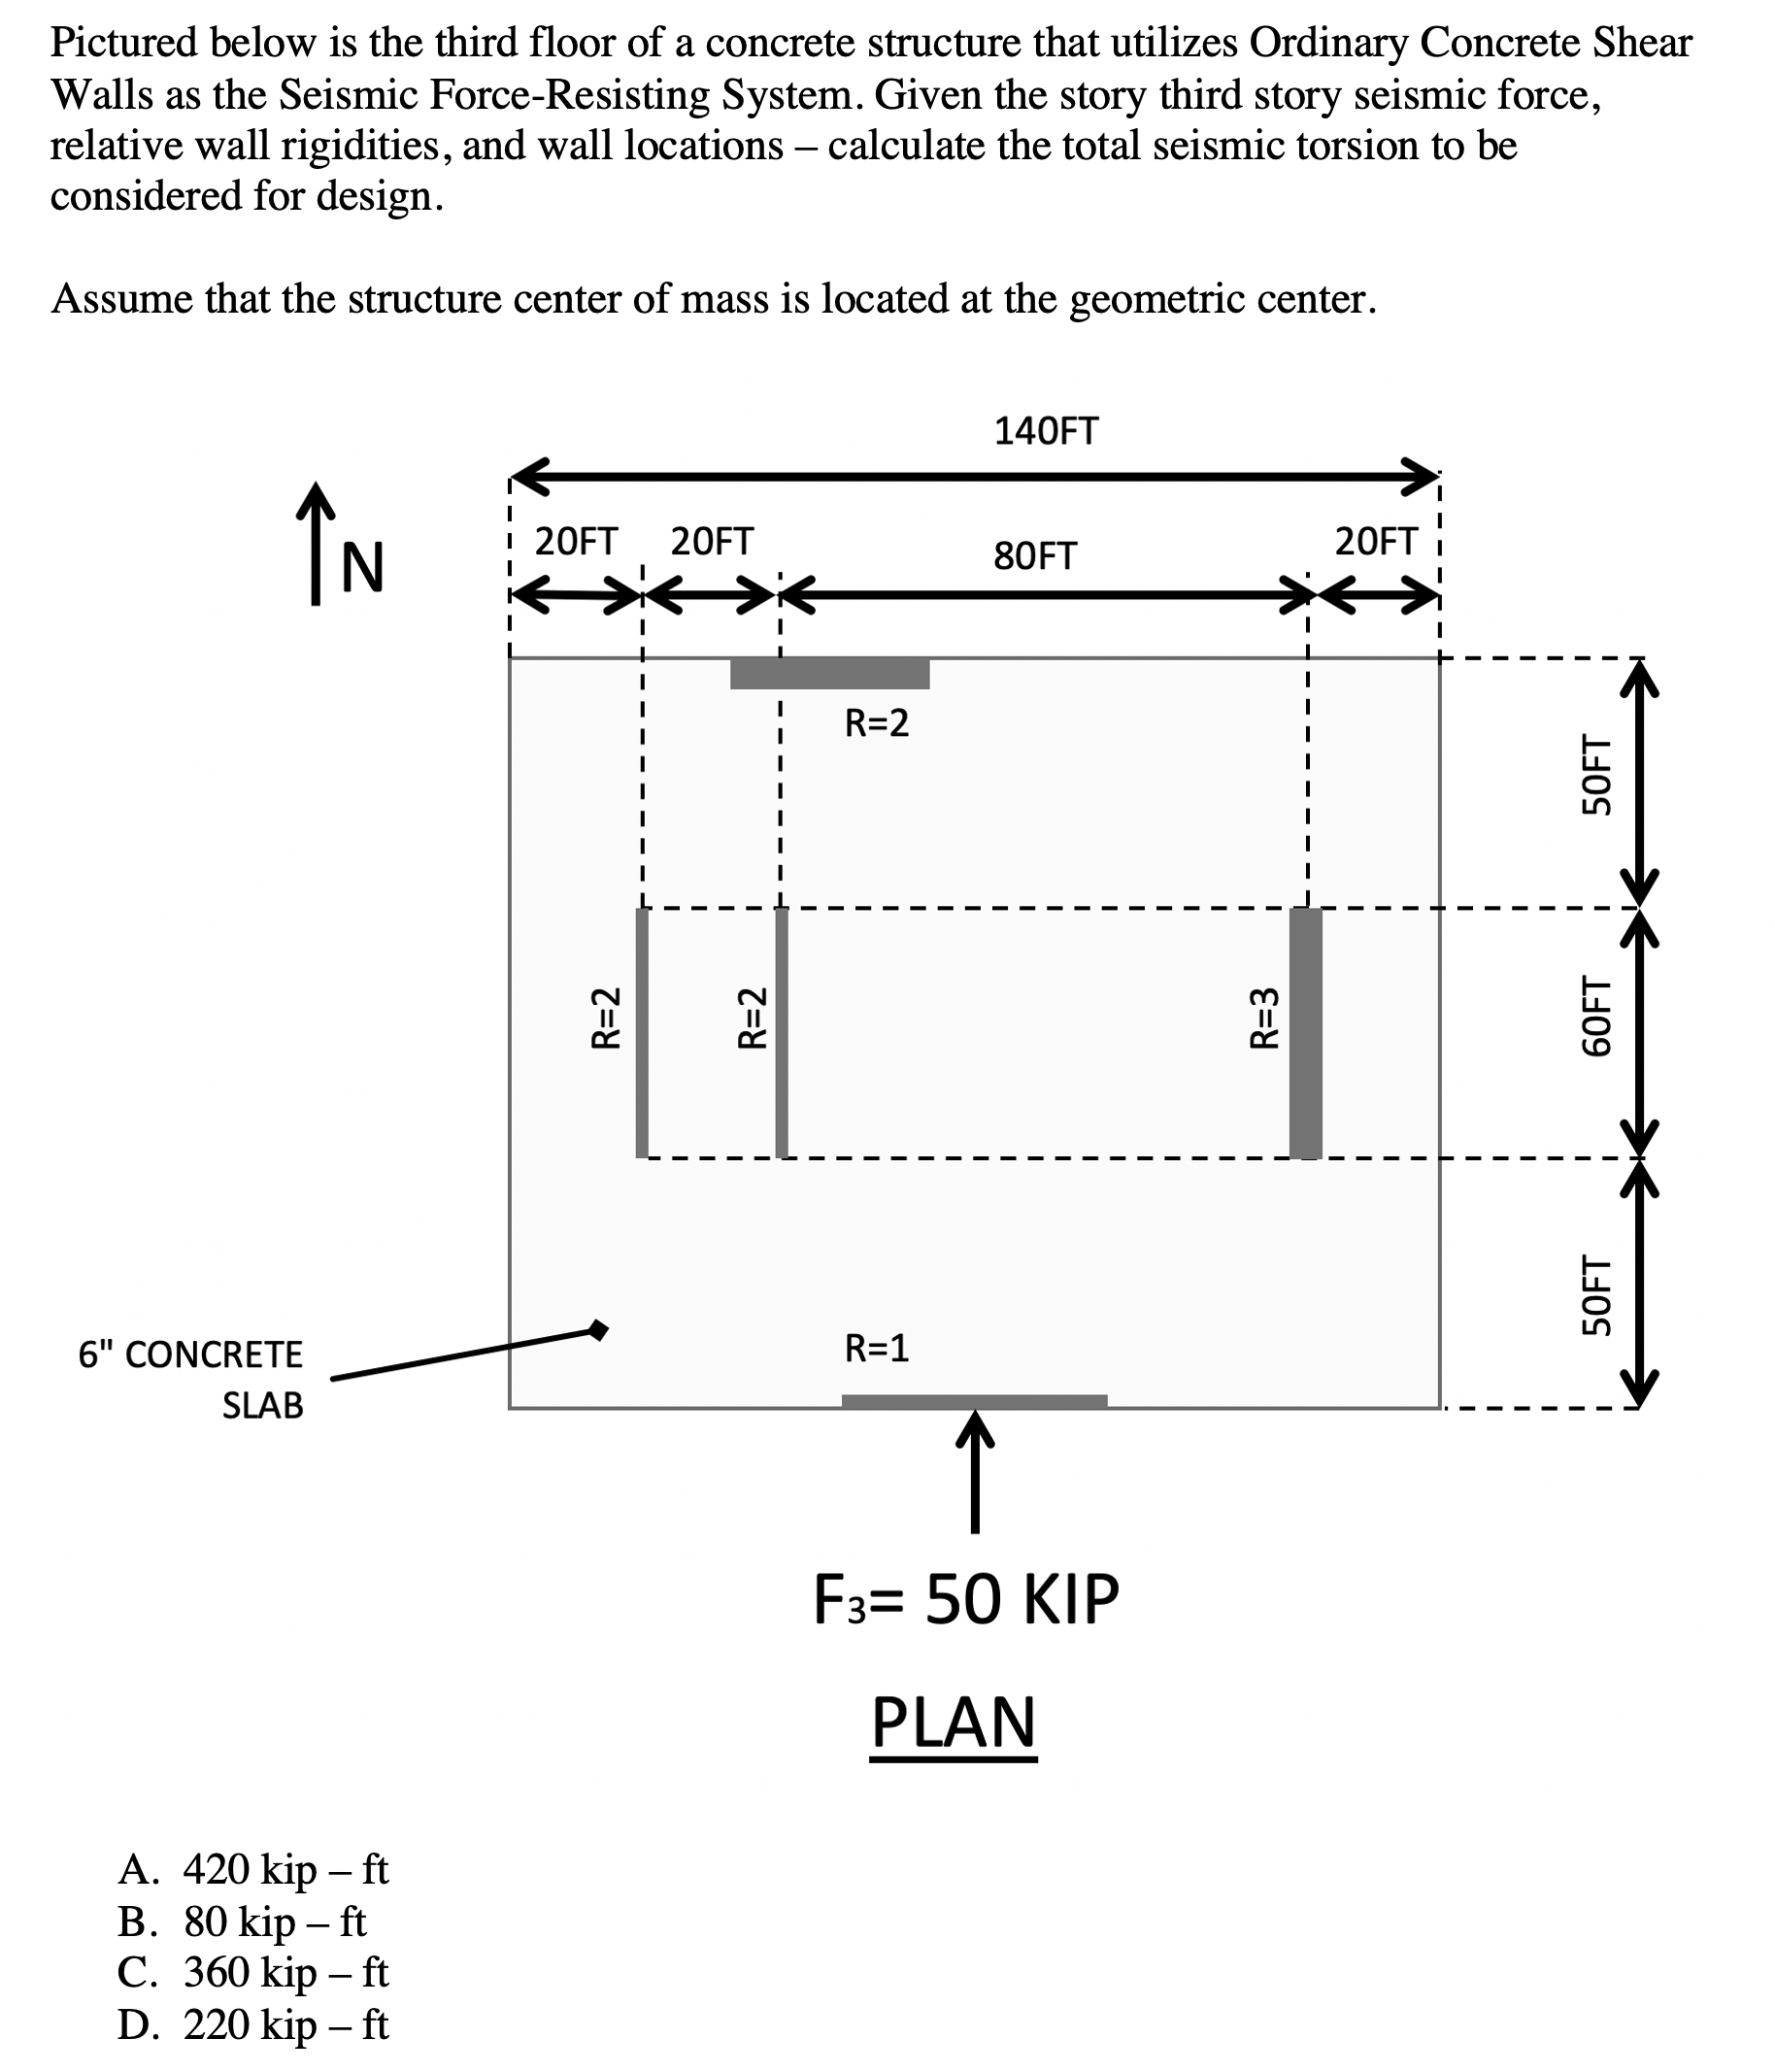 Pictured below is the third floor of a concrete structure that utilizes Ordinary Concrete Shear
Walls as the Seismic Force-Resisting System. Given the story third story seismic force,
relative wall rigidities, and wall locations – calculate the total seismic torsion to be
considered for design.
Assume that the structure center of mass is located at the geometric center.
140FT
20FT 20FT 80FT 20FT
N
R=2
50FT
R=2 R=2 R=3
60FT
50FT
6" CONCRETE
SLAB
R=1
F3= 50 KIP
PLAN
A. 420 kip – ft
B. 80 kip – ft
C. 360 kip – ft
D. 220 kip – ft